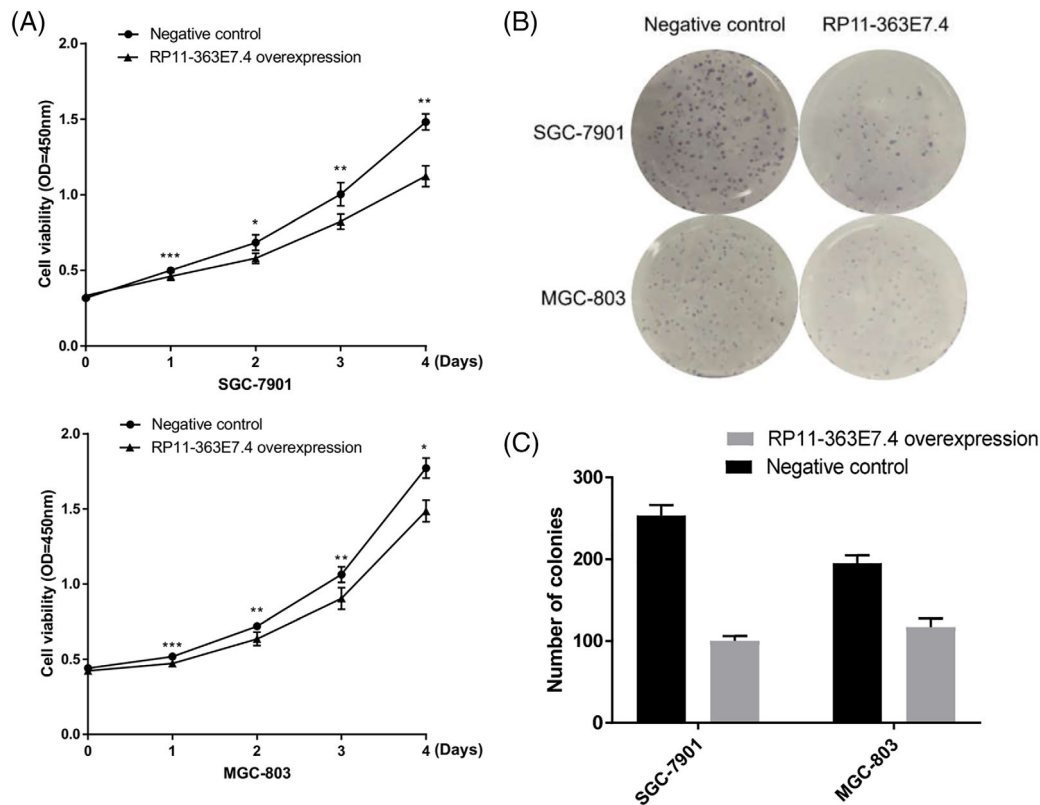 (A)
Negative control
RP11-363E7.4 overexpression
2.0
1.5
1.0
0.5
0.0
Cell viability (OD=450nm)
***
*
**
**
0 1 2 3 4 (Days)
SGC-7901
Negative control
RP11-363E7.4 overexpression
2.0
1.5
1.0
0.5
0.0
Cell viability (OD=450nm)
***
**
**
*
0 1 2 3 4 (Days)
MGC-803
(B)
Negative control RP11-363E7.4
SGC-7901
MGC-803
(C)
RP11-363E7.4 overexpression
Negative control
300
200
100
0
Number of colonies
SGC-7901
MGC-803